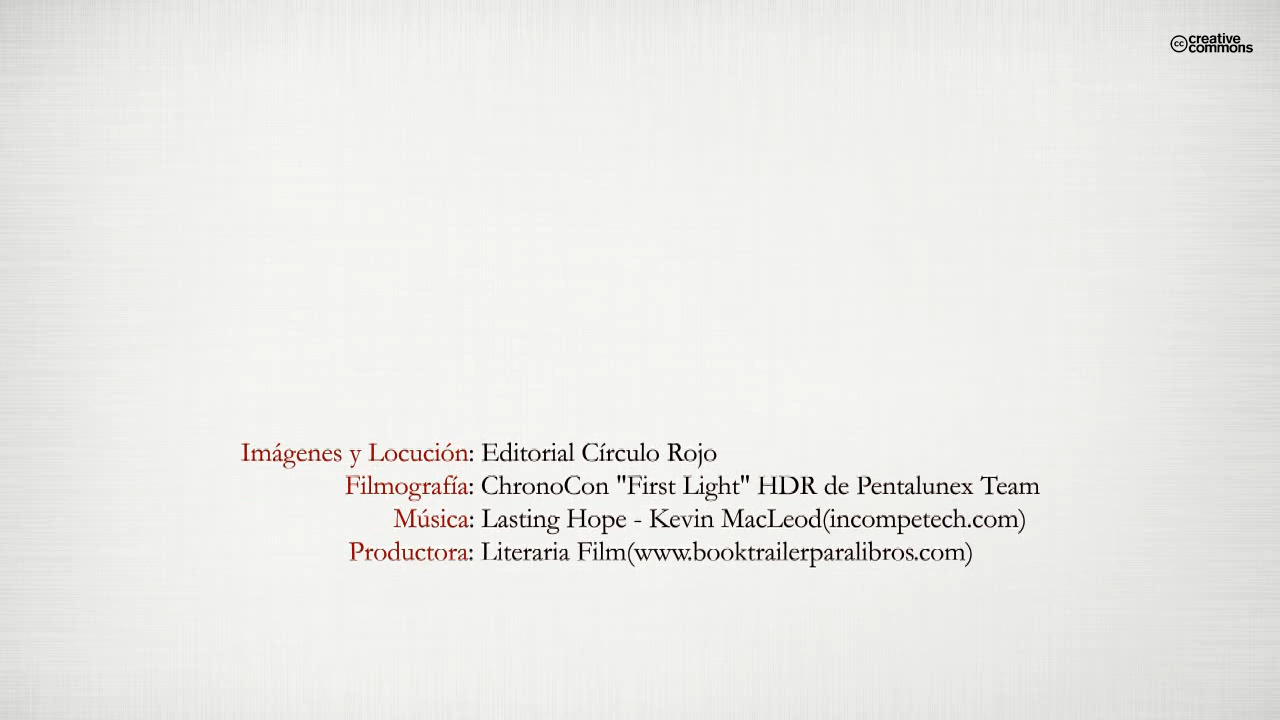 cc creative
commons
Imágenes y Locución: Editorial Círculo Rojo
Filmografía: ChronoCon "First Light" HDR de Pentalunex Team
Música: Lasting Hope - Kevin MacLeod(incompetech.com)
Productora: Literaria Film(www.booktrailerparalibros.com)